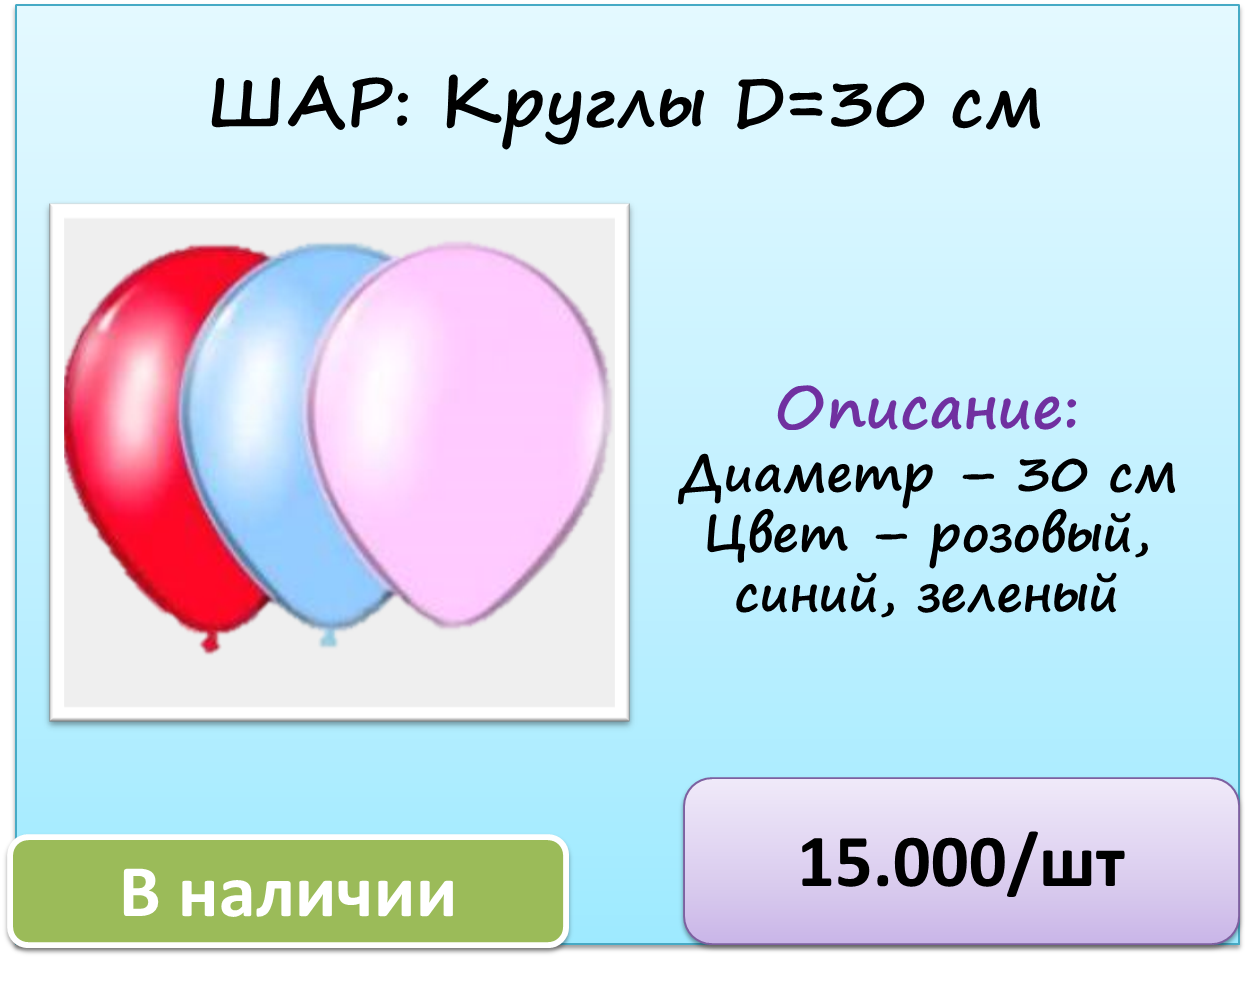 ШАР: Круглы D=30 см
Описание:
Диаметр – 30 см
Цвет – розовый,
синий, зеленый
15.000/шт
В наличии